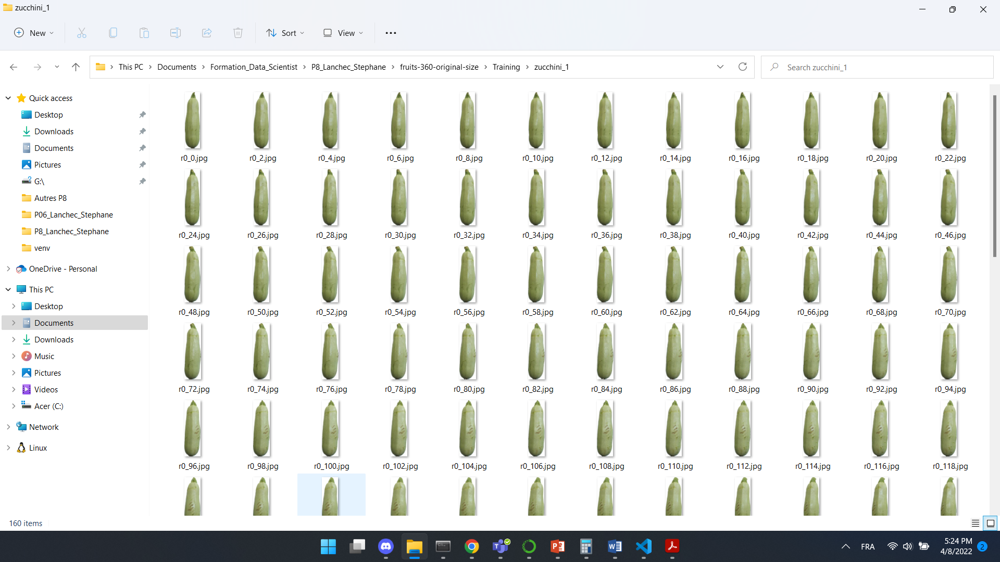 zucchini_1
New
Sort
View
This PC
Documents
Formation_Data_Scientist
P8_Lanchec_Stephane
fruits-360-original-size
Training
zucchini_1
Search zucchini_1
Quick access
Desktop
Downloads
Documents
Pictures
G:\
Autres P8
P06_Lanchec_Stephane
P8_Lanchec_Stephane
venv
OneDrive - Personal
This PC
Desktop
Documents
Downloads
Music
Pictures
Videos
Acer (C:)
Network
Linux
r0_0.jpg r0_2.jpg r0_4.jpg r0_6.jpg r0_8.jpg r0_10.jpg r0_12.jpg r0_14.jpg r0_16.jpg r0_18.jpg r0_20.jpg r0_22.jpg
r0_24.jpg r0_26.jpg r0_28.jpg r0_30.jpg r0_32.jpg r0_34.jpg r0_36.jpg r0_38.jpg r0_40.jpg r0_42.jpg r0_44.jpg r0_46.jpg
r0_48.jpg r0_50.jpg r0_52.jpg r0_54.jpg r0_56.jpg r0_58.jpg r0_60.jpg r0_62.jpg r0_64.jpg r0_66.jpg r0_68.jpg r0_70.jpg
r0_72.jpg r0_74.jpg r0_76.jpg r0_78.jpg r0_80.jpg r0_82.jpg r0_84.jpg r0_86.jpg r0_88.jpg r0_90.jpg r0_92.jpg r0_94.jpg
r0_96.jpg r0_98.jpg r0_100.jpg r0_102.jpg r0_104.jpg r0_106.jpg r0_108.jpg r0_110.jpg r0_112.jpg r0_114.jpg r0_116.jpg r0_118.jpg
160 items
FRA
5:24 PM
4/8/2022
2